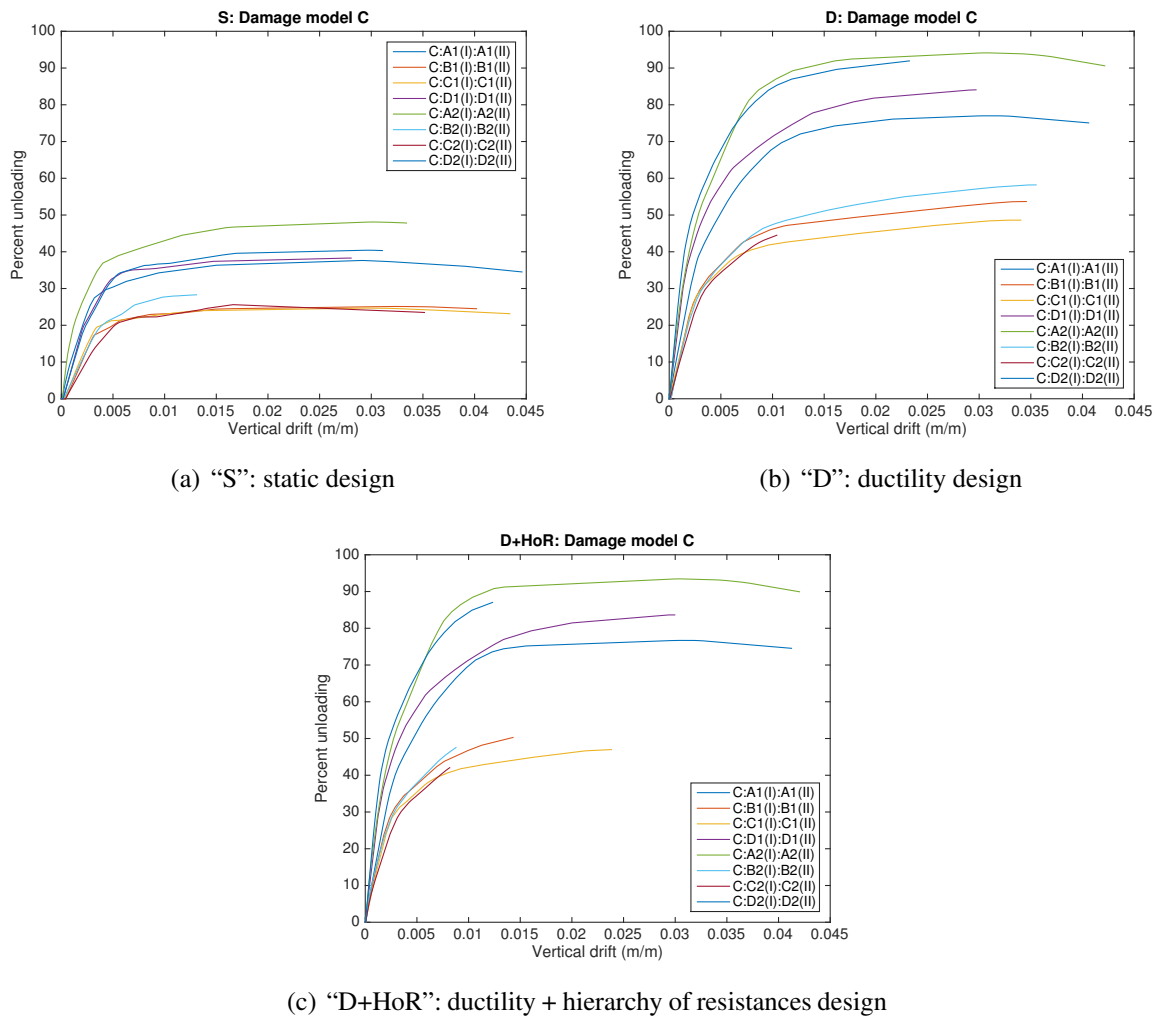 S: Damage model C
100
90
80
70
60
50
40
30
20
10
0
Percent unloading
C:A1(I):A1(II)
C:B1(I):B1(II)
C:C1(I):C1(II)
C:D1(I):D1(II)
C:A2(I):A2(II)
C:B2(I):B2(II)
C:C2(I):C2(II)
C:D2(I):D2(II)
0 0.005 0.01 0.015 0.02 0.025 0.03 0.035 0.04 0.045
Vertical drift (m/m)
(a) “S”: static design
D: Damage model C
100
90
80
70
60
50
40
30
20
10
0
Percent unloading
C:A1(I):A1(II)
C:B1(I):B1(II)
C:C1(I):C1(II)
C:D1(I):D1(II)
C:A2(I):A2(II)
C:B2(I):B2(II)
C:C2(I):C2(II)
C:D2(I):D2(II)
0 0.005 0.01 0.015 0.02 0.025 0.03 0.035 0.04 0.045
Vertical drift (m/m)
(b) “D”: ductility design
D+HoR: Damage model C
100
90
80
70
60
50
40
30
20
10
0
Percent unloading
C:A1(I):A1(II)
C:B1(I):B1(II)
C:C1(I):C1(II)
C:D1(I):D1(II)
C:A2(I):A2(II)
C:B2(I):B2(II)
C:C2(I):C2(II)
C:D2(I):D2(II)
0 0.005 0.01 0.015 0.02 0.025 0.03 0.035 0.04 0.045
Vertical drift (m/m)
(c) “D+HoR”: ductility + hierarchy of resistances design